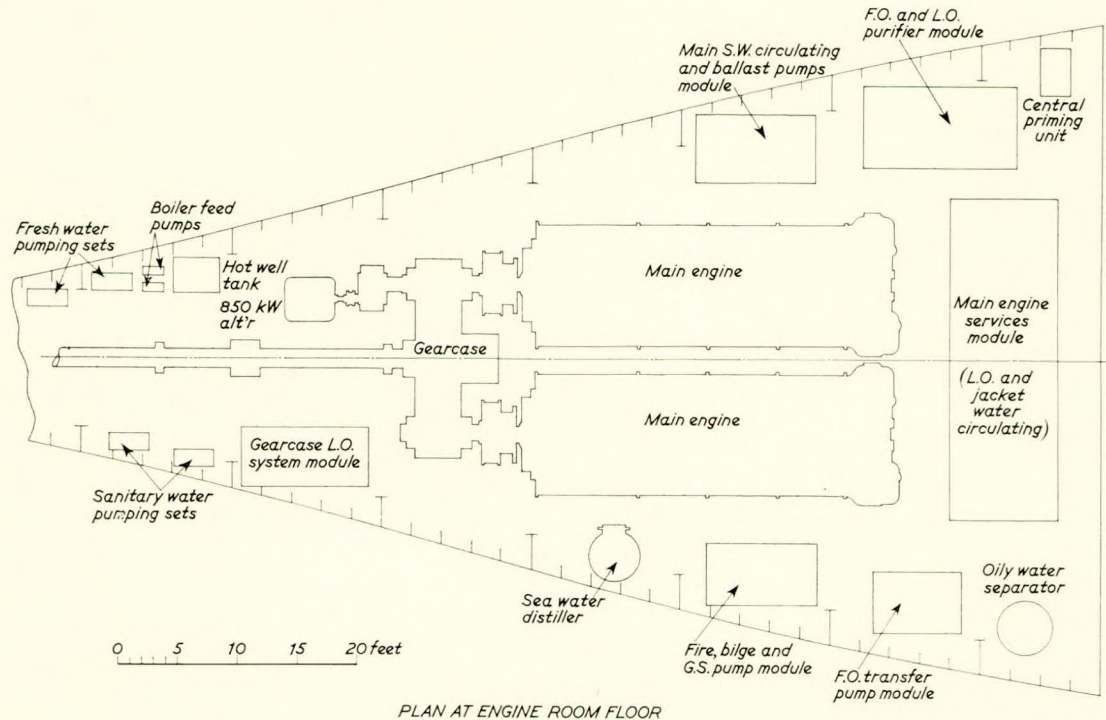 F.O. and L.O.
purifier module
Main S.W. circulating
and ballast pumps
module
Central
priming
unit
Boiler feed
pumps
Fresh water
pumping sets
Hot well
tank
850 kW
alt'r
Main engine
Main engine
services
module
Gearcase
(L.O. and
jacket
water
circulating)
Main engine
Gearcase L.O.
system module
Sanitary water
pumping sets
Sea water
distiller
Oily water
separator
Fire, bilge and
G.S. pump module
F.O. transfer
pump module
0 5 10 15 20 feet
PLAN AT ENGINE ROOM FLOOR